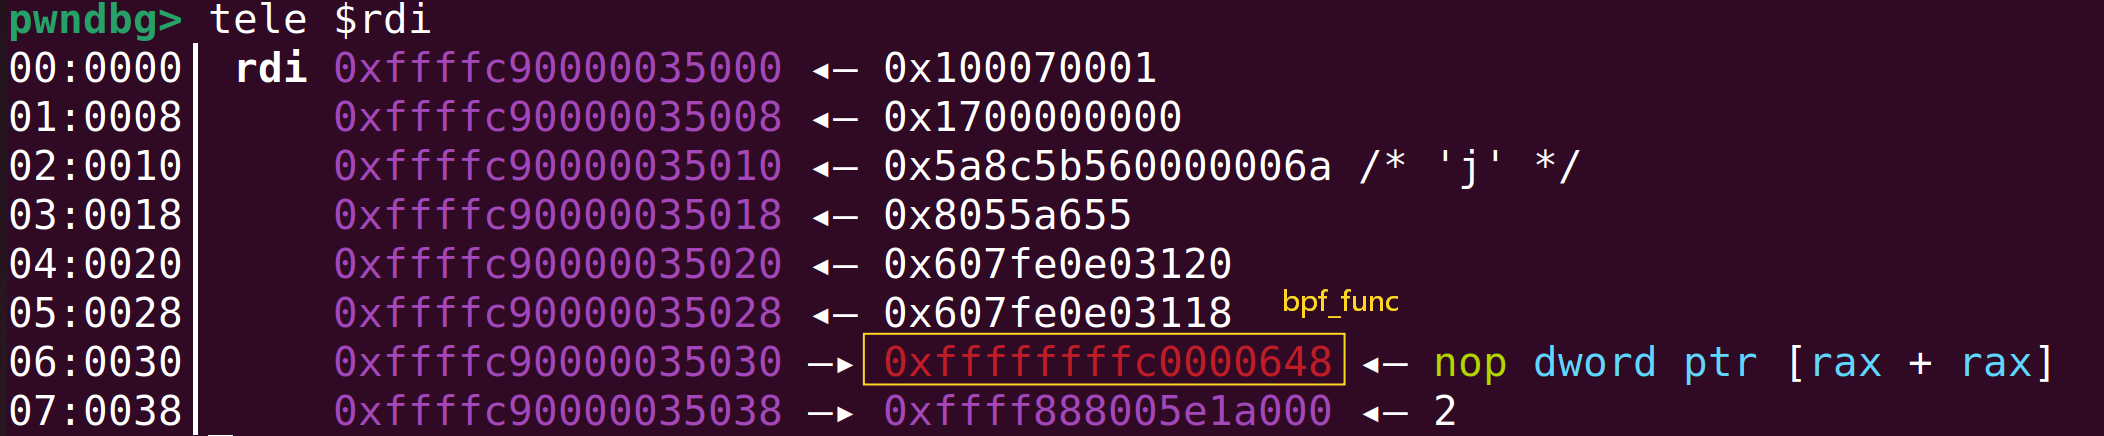 pwndbg> tele $rdi
00:0000│ rdi 0xffffc90000035000 ◂— 0x100070001
01:0008│ 0xffffc90000035008 ◂— 0x1700000000
02:0010│ 0xffffc90000035010 ◂— 0x5a8c5b560000006a /* 'j' */
03:0018│ 0xffffc90000035018 ◂— 0x8055a655
04:0020│ 0xffffc90000035020 ◂— 0x607fe0e03120
05:0028│ 0xffffc90000035028 ◂— 0x607fe0e03118
bpf_func
06:0030│ 0xffffc90000035030 —▸ 0xffffffffc0000648 ◂— nop dword ptr [rax + rax]
07:0038│ 0xffffc90000035038 —▸ 0xffff888005e1a000 ◂— 2